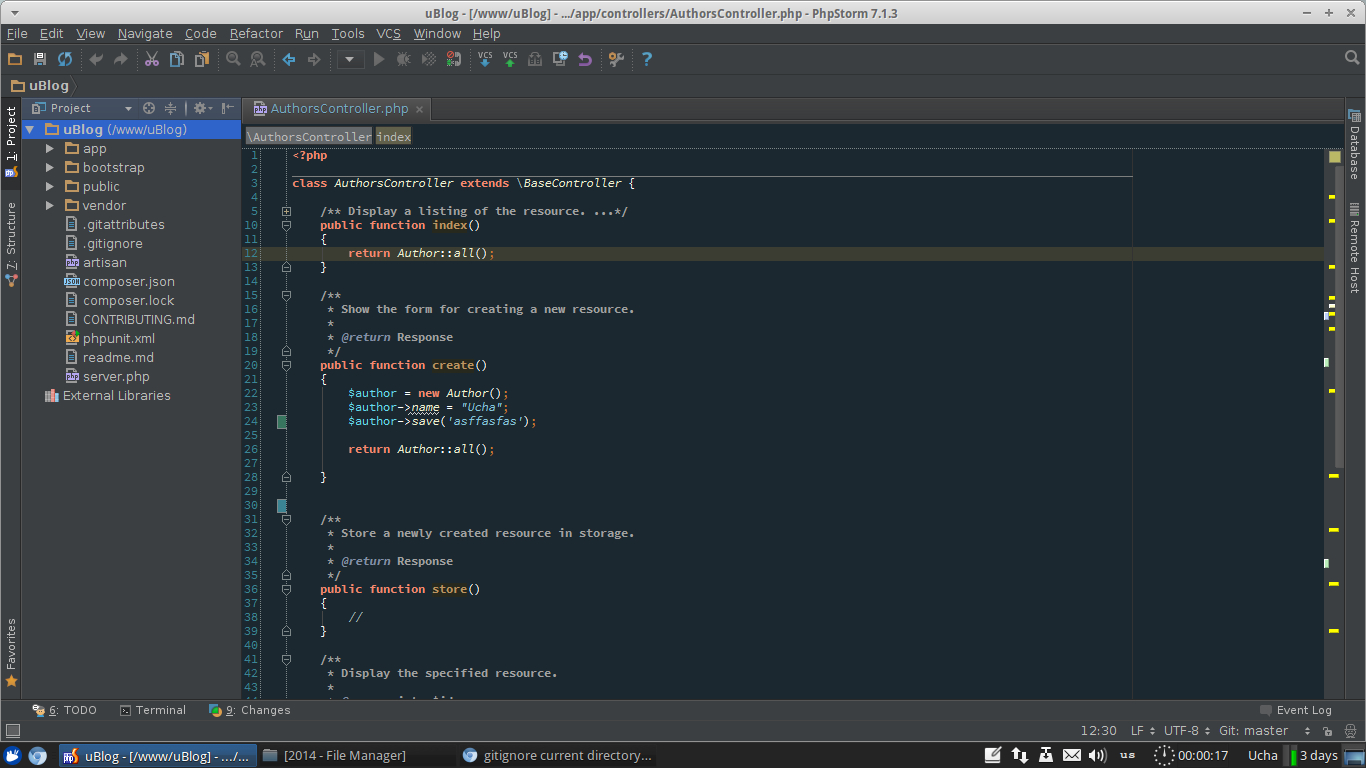 uBlog - [/www/uBlog] - .../app/controllers/AuthorsController.php - PhpStorm 7.1.3
File Edit View Navigate Code Refactor Run Tools VCS Window Help
VCS VCS
uBlog
1: Project
7: Structure
Favorites
Project
uBlog (/www/uBlog)
app
bootstrap
public
vendor
.gitattributes
.gitignore
artisan
composer.json
composer.lock
CONTRIBUTING.md
phpunit.xml
readme.md
server.php
External Libraries
AuthorsController.php
\AuthorsController index
1 <?php
2
3 class AuthorsController extends \BaseController {
4
5 /** Display a listing of the resource. ...*/
10 public function index()
11 {
12 return Author::all();
13 }
14
15 /**
16 * Show the form for creating a new resource.
17 *
18 * @return Response
19 */
20 public function create()
21 {
22 $author = new Author();
23 $author->name = "Ucha";
24 $author->save('asffasfas');
25
26 return Author::all();
27
28 }
29
30
31 /**
32 * Store a newly created resource in storage.
33 *
34 * @return Response
35 */
36 public function store()
37 {
38 //
39 }
40
41 /**
42 * Display the specified resource.
43 *
Database
Remote Host
6: TODO Terminal 9: Changes Event Log
12:30 LF UTF-8 Git: master
uBlog - [/www/uBlog] - .../... [2014 - File Manager] gitignore current directory... us 00:00:17 Ucha 3 days